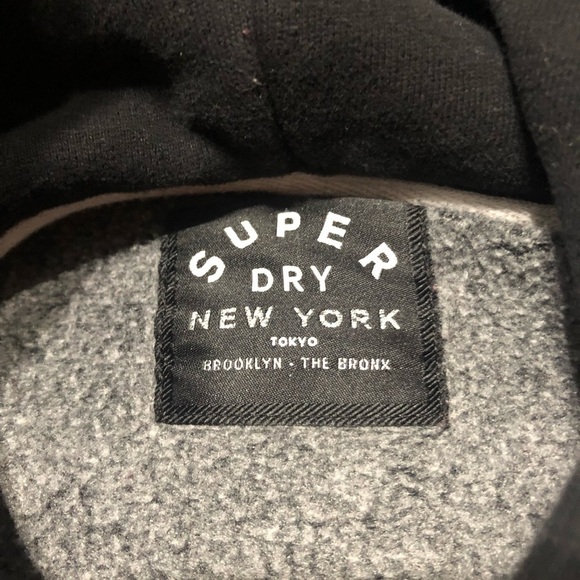 SUPER
DRY
NEW YORK
TOKYO
BROOKLYN - THE BRONX